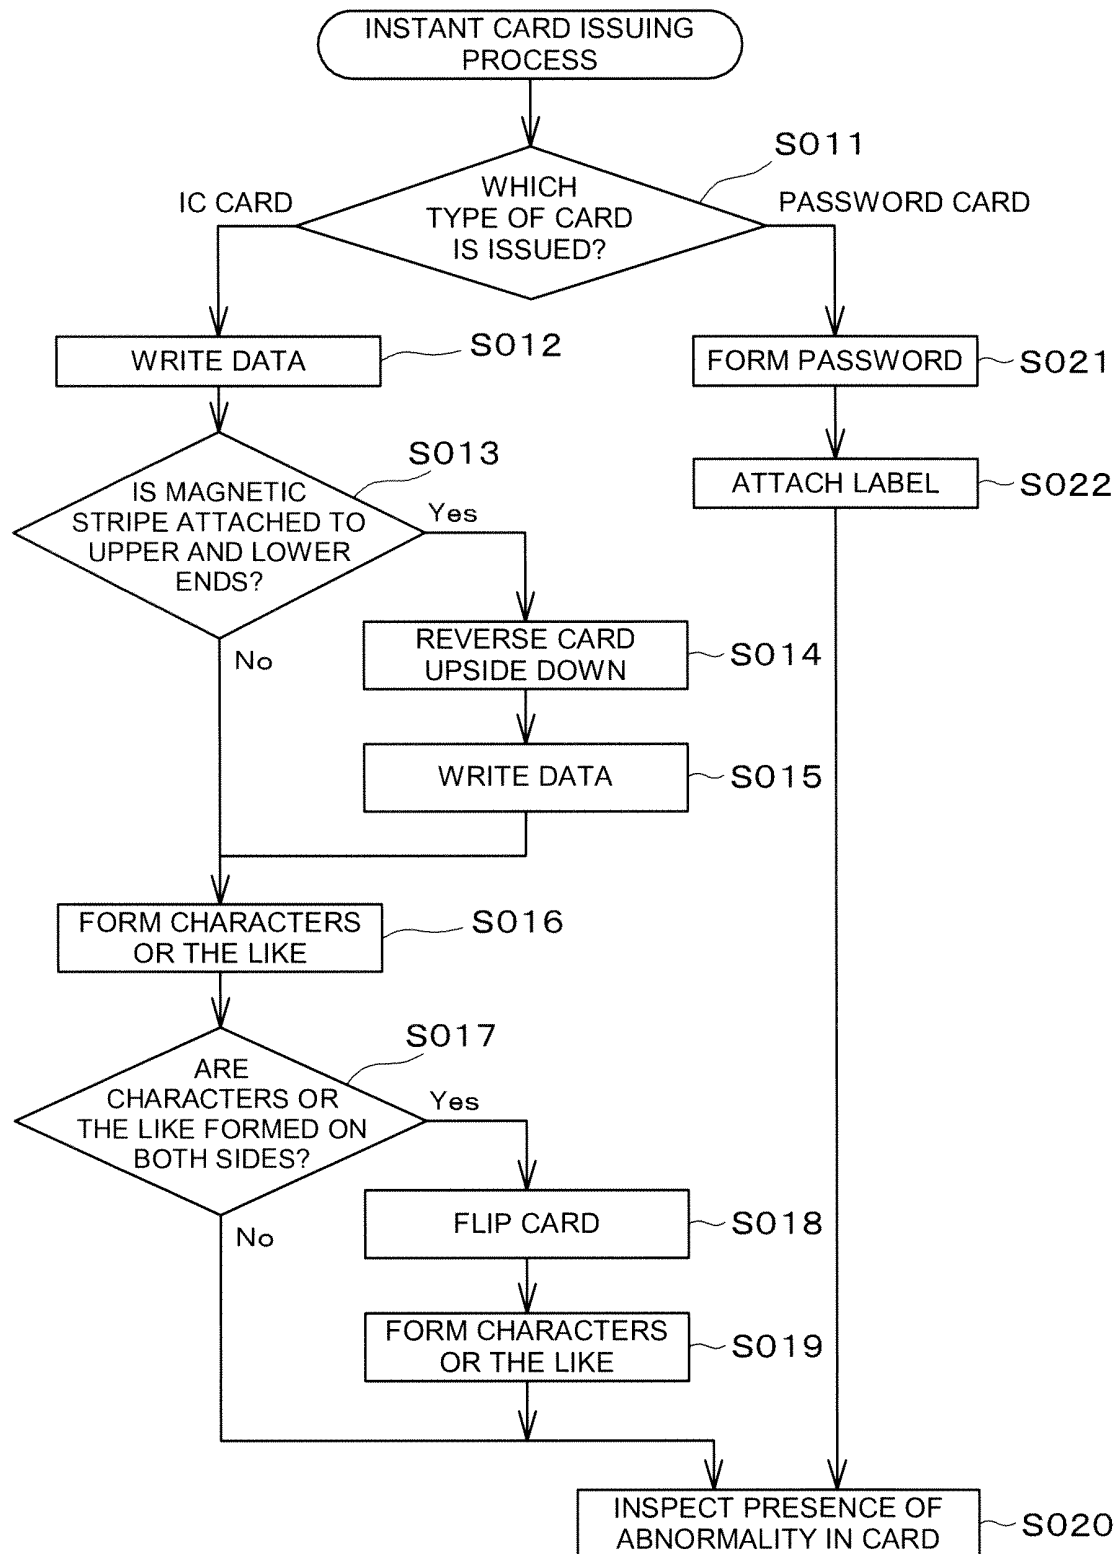 INSTANT CARD ISSUING
PROCESS
S011
WHICH
TYPE OF CARD
IS ISSUED?
IC CARD
PASSWORD CARD
WRITE DATA
S012
FORM PASSWORD
S021
S013
IS MAGNETIC
STRIPE ATTACHED TO
UPPER AND LOWER
ENDS?
Yes
ATTACH LABEL
S022
No
REVERSE CARD
UPSIDE DOWN
S014
WRITE DATA
S015
FORM CHARACTERS
OR THE LIKE
S016
S017
ARE
CHARACTERS OR
THE LIKE FORMED ON
BOTH SIDES?
Yes
No
FLIP CARD
S018
FORM CHARACTERS
OR THE LIKE
S019
INSPECT PRESENCE OF
ABNORMALITY IN CARD
S020